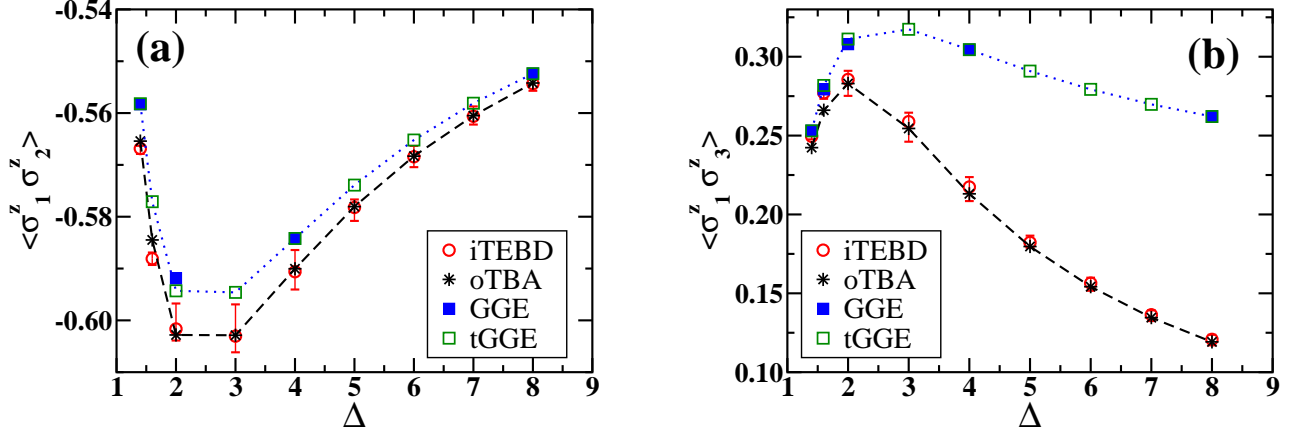 (a)
<σ^z_1 σ^z_2>
-0.54
-0.56
-0.58
-0.60
iTEBD
oTBA
GGE
tGGE
1 2 3 4 5 6 7 8 9
Δ
(b)
<σ^z_1 σ^z_3>
0.30
0.25
0.20
0.15
0.10
iTEBD
oTBA
GGE
tGGE
1 2 3 4 5 6 7 8 9
Δ